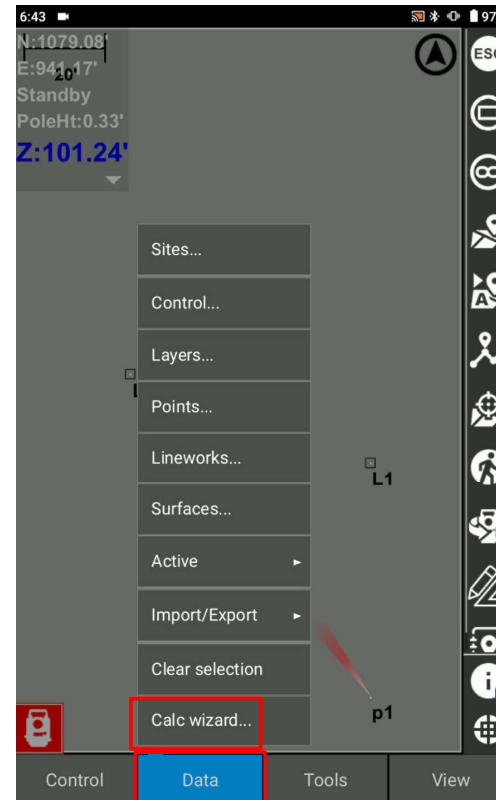 6:43
97
N:1079.08'
20'
E:941.17'
Standby
PoleHt:0.33'
Z:101.24'
ESC
Sites...
Control...
Layers...
Points...
Lineworks...
L1
Surfaces...
Active
Import/Export
Clear selection
Calc wizard...
p1
Control
Data
Tools
View